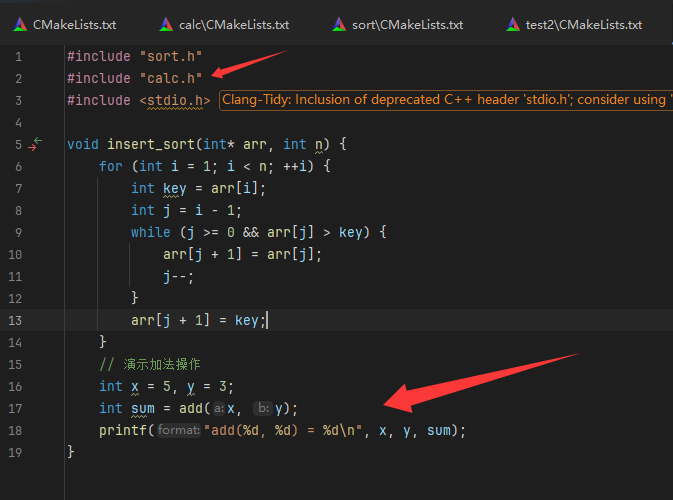 CMakeLists.txt calc\CMakeLists.txt sort\CMakeLists.txt test2\CMakeLists.txt
1 #include "sort.h"
2 #include "calc.h"
3 #include <stdio.h> Clang-Tidy: Inclusion of deprecated C++ header 'stdio.h'; consider using '
4
5 void insert_sort(int* arr, int n) {
6 for (int i = 1; i < n; ++i) {
7 int key = arr[i];
8 int j = i - 1;
9 while (j >= 0 && arr[j] > key) {
10 arr[j + 1] = arr[j];
11 j--;
12 }
13 arr[j + 1] = key;
14 }
15 // 演示加法操作
16 int x = 5, y = 3;
17 int sum = add(a: x, b: y);
18 printf(format: "add(%d, %d) = %d\n", x, y, sum);
19 }